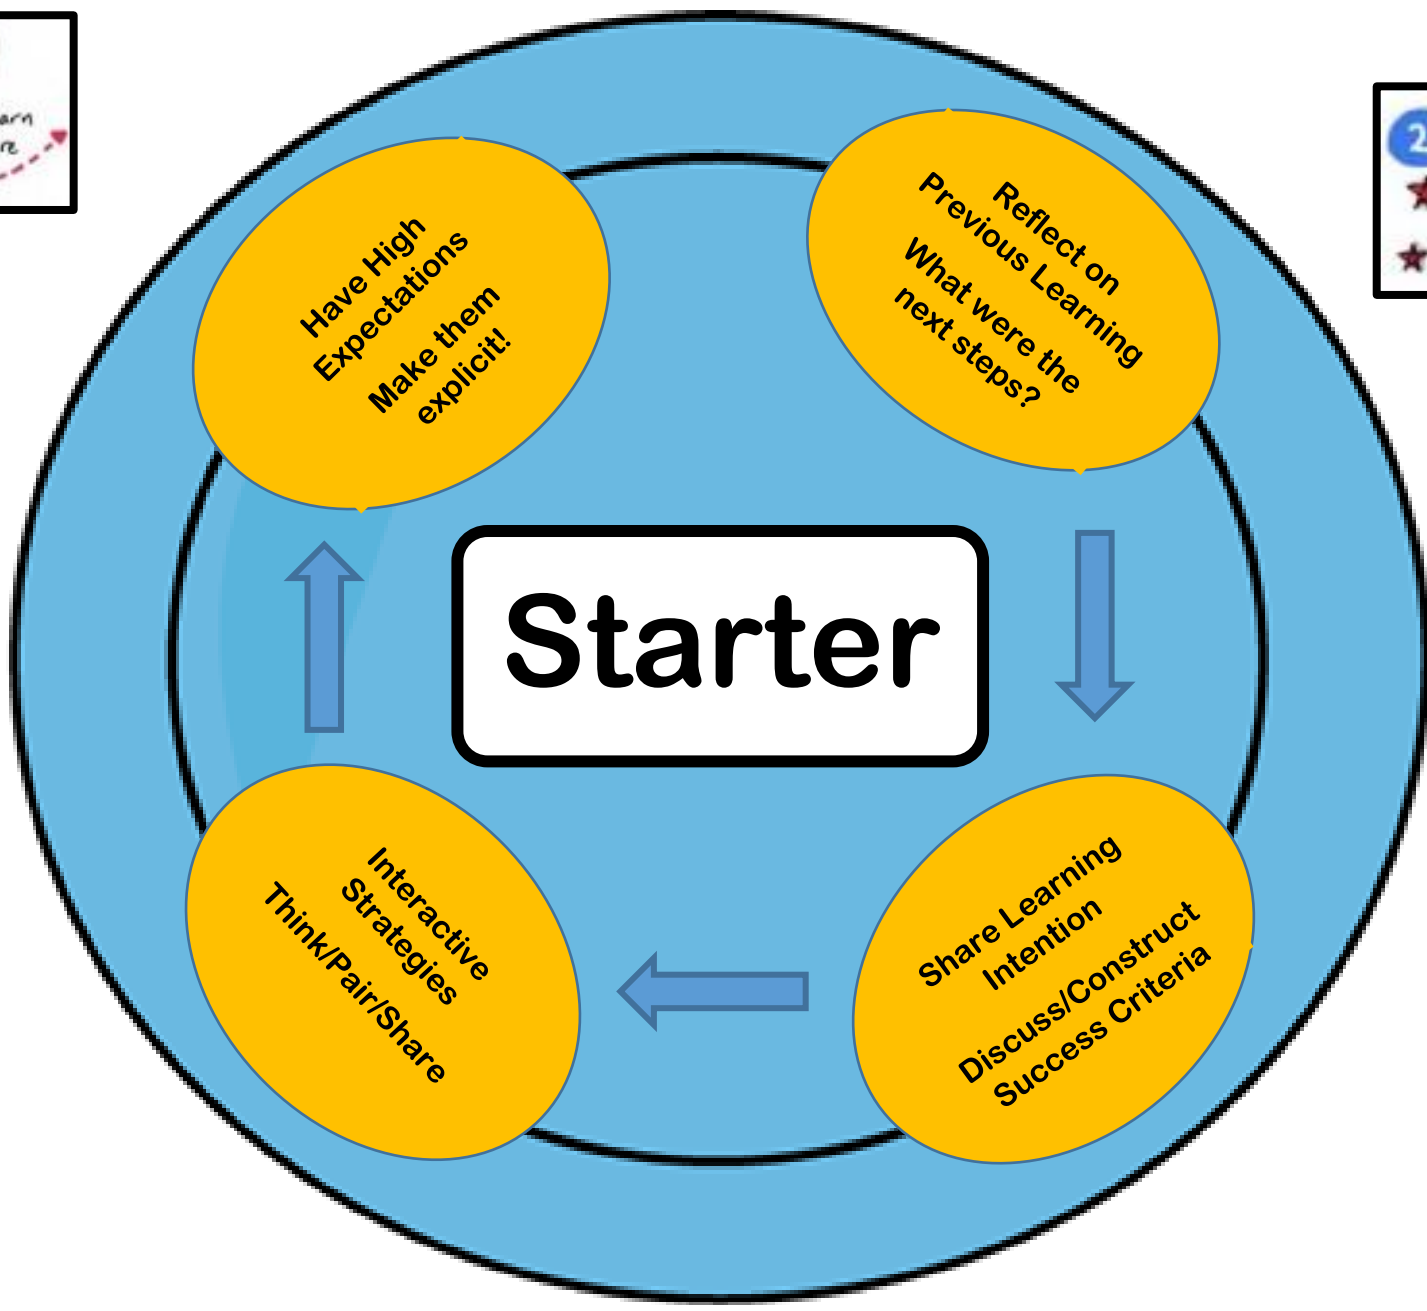 Have High
Expectations
Make them
explicit!
Reflect on
Previous Learning
What were the
next steps?
Starter
Interactive
Strategies
Think/Pair/Share
Share Learning
Intention
Discuss/Construct
Success Criteria
2